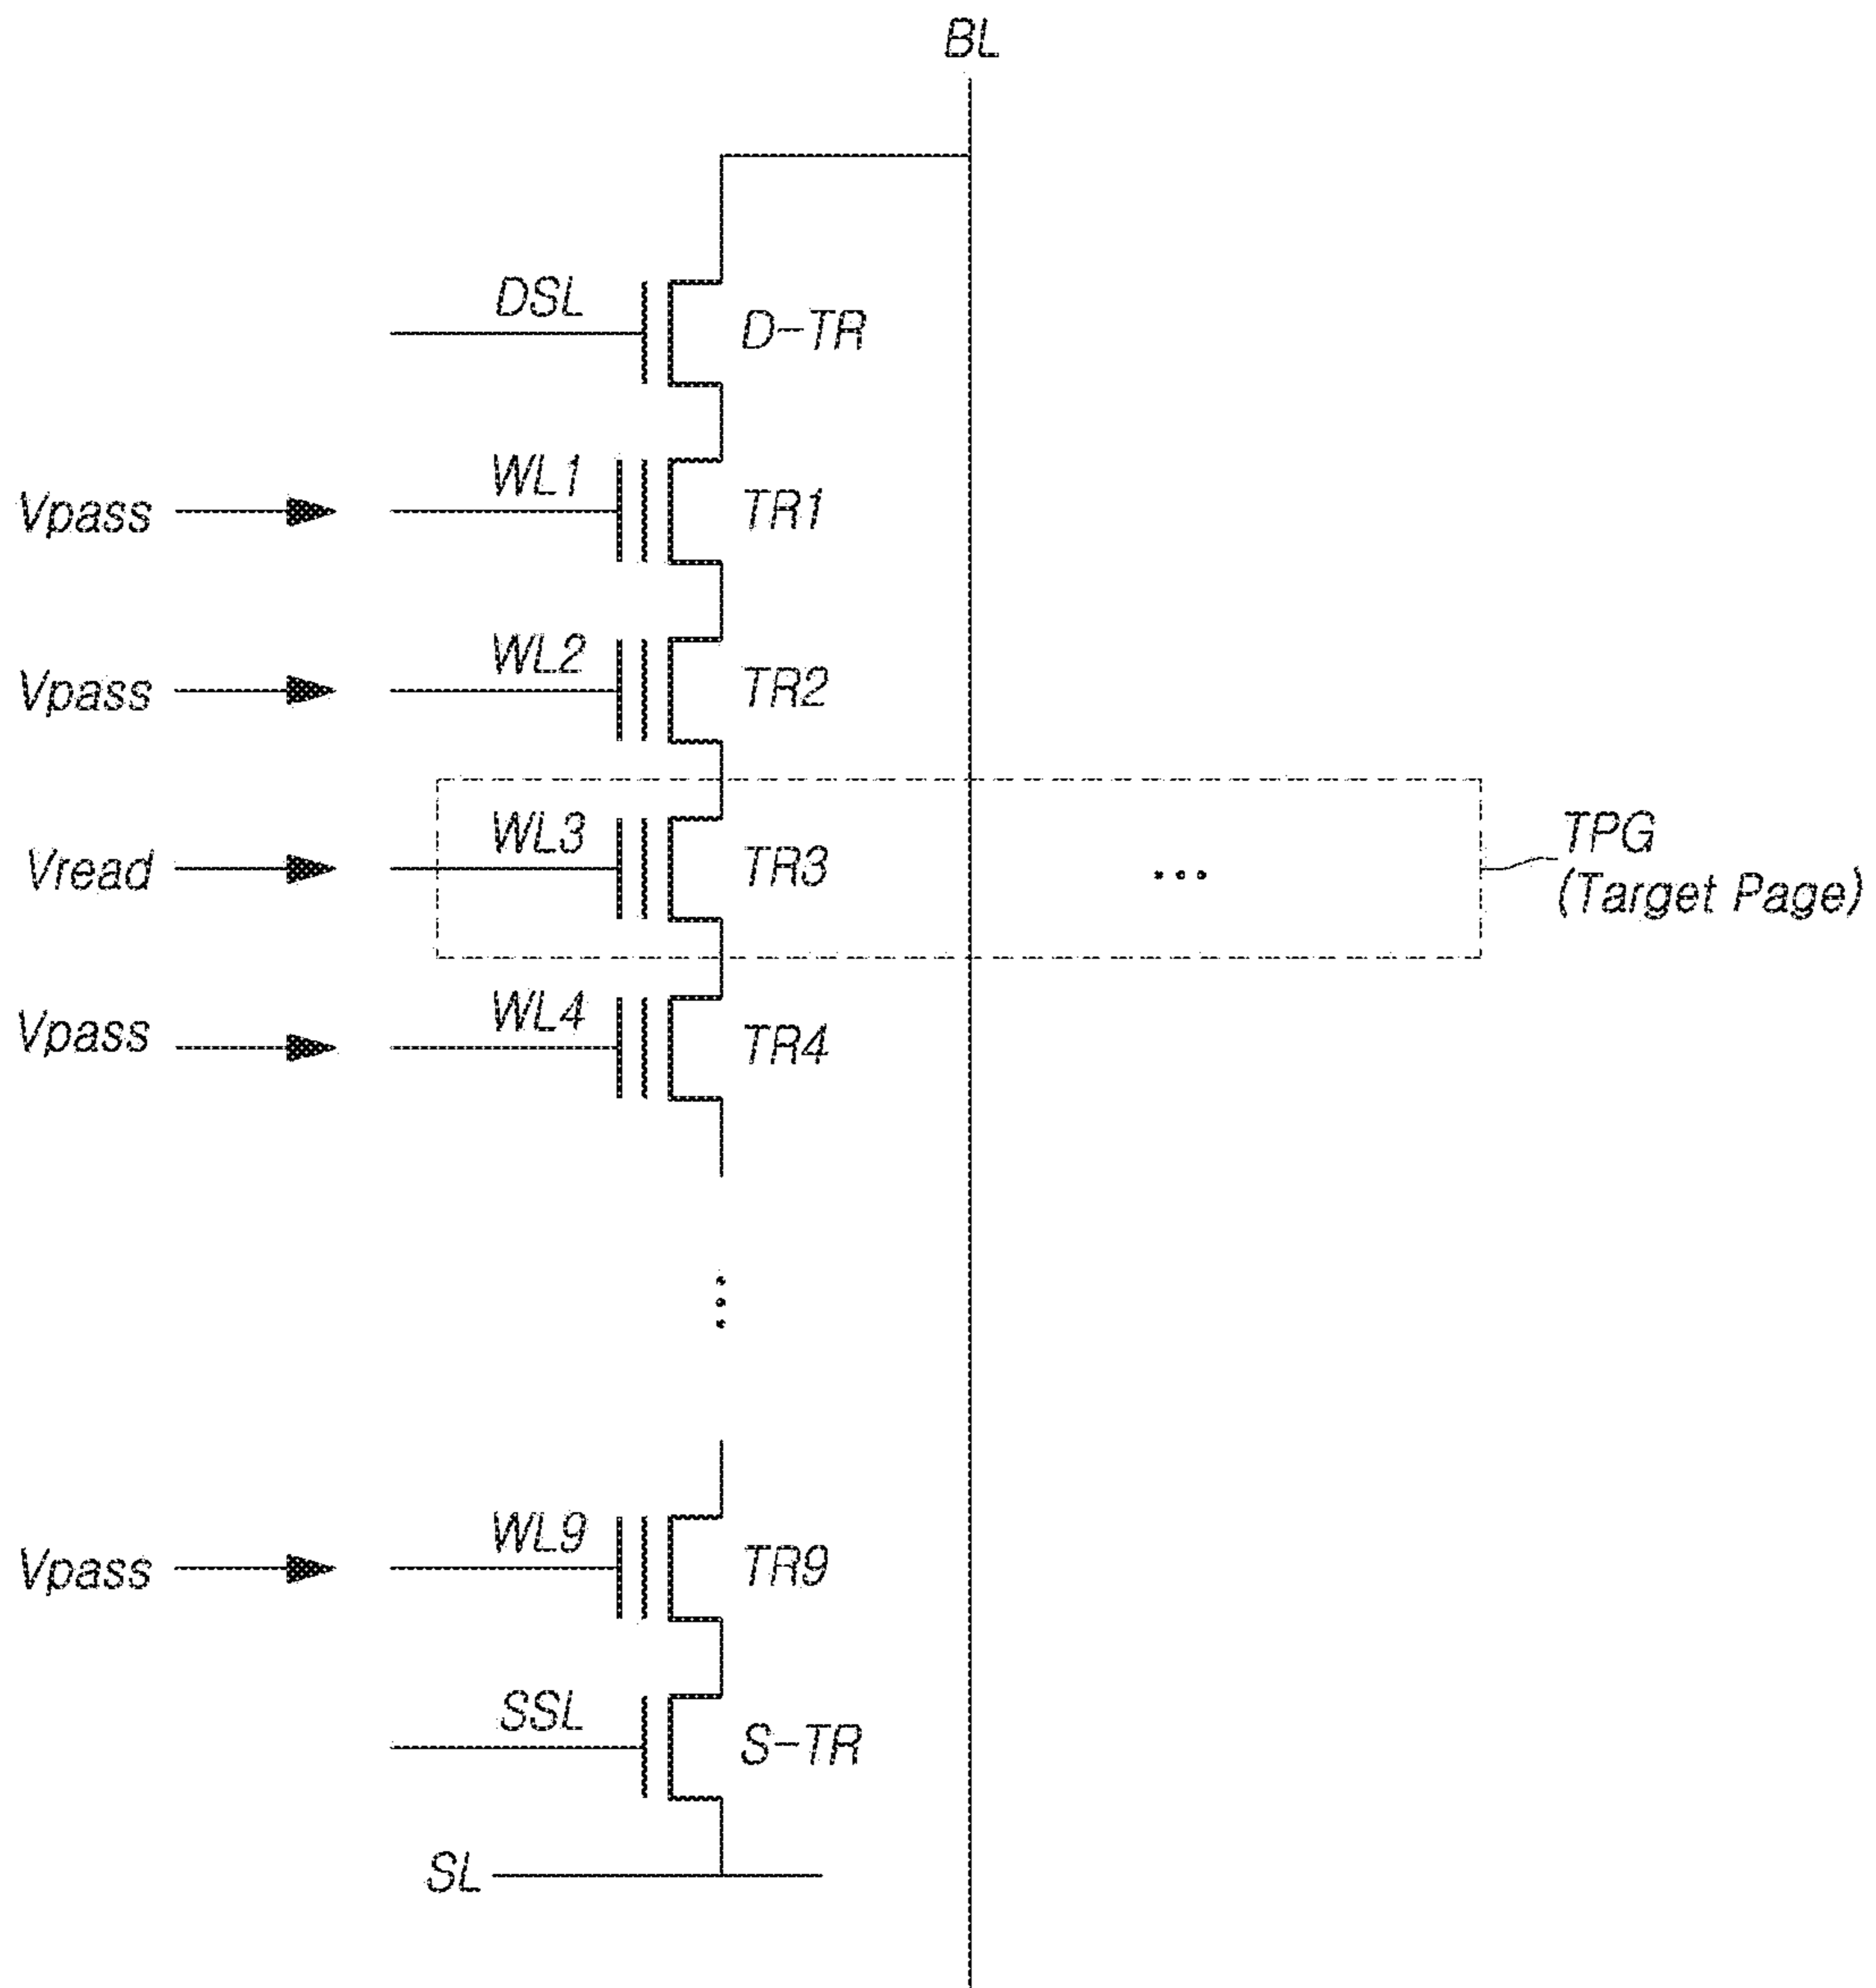 BL
DSL
D-TR
Vpass
WL1
TR1
Vpass
WL2
TR2
Vread
WL3
TR3
TPG
(Target Page)
Vpass
WL4
TR4
Vpass
WL9
TR9
SSL
S-TR
SL